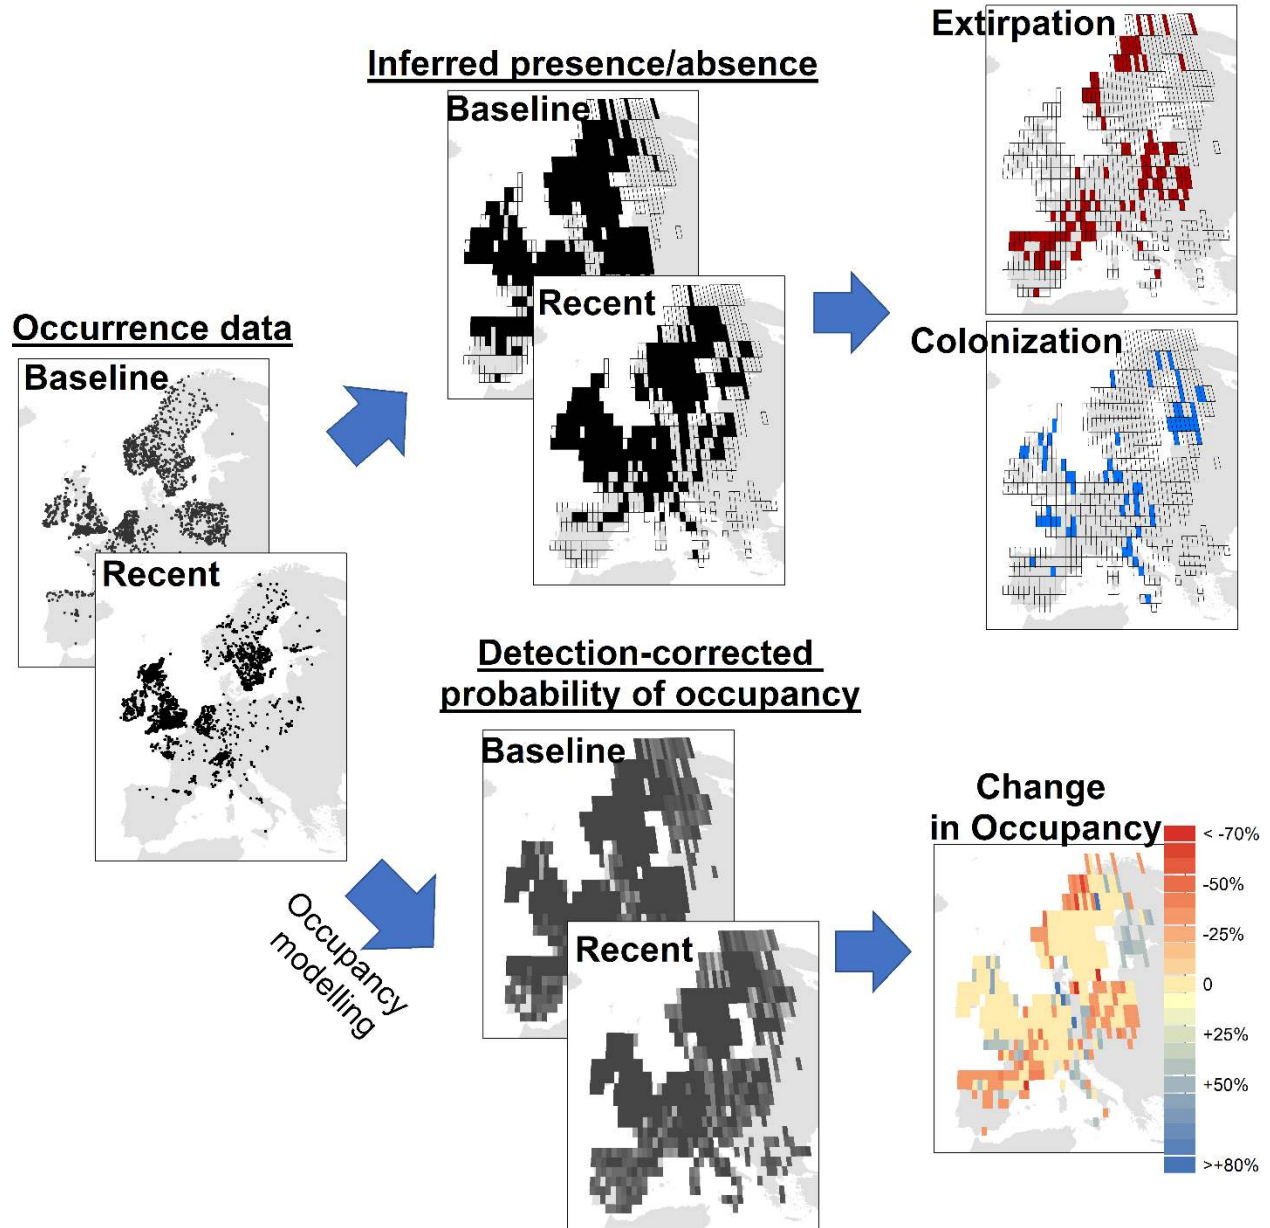 Occurrence data
Baseline
Recent
Inferred presence/absence
Baseline
Recent
Extirpation
Colonization
Occupancy
modelling
Detection-corrected
probability of occupancy
Baseline
Recent
Change
in Occupancy
< -70%
-50%
-25%
0
+25%
+50%
>+80%